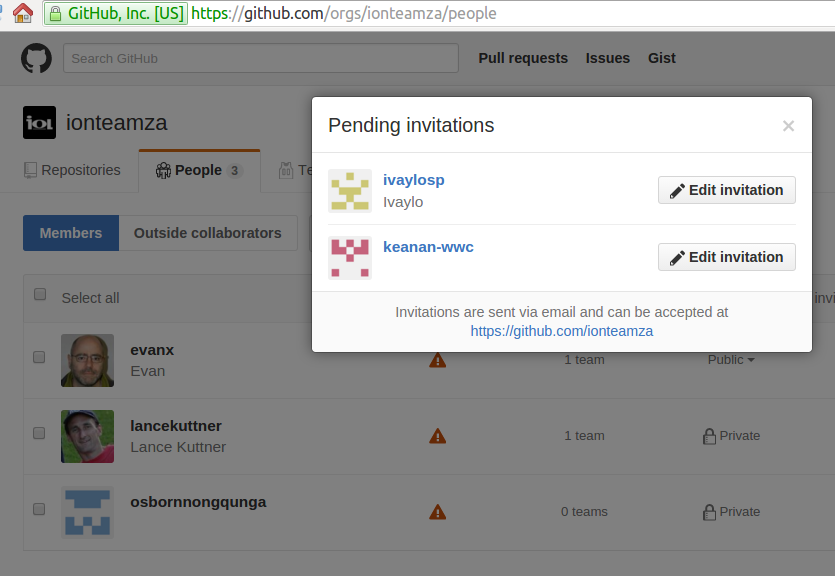 GitHub, Inc. [US] https://github.com/orgs/ionteamza/people
Search GitHub
Pull requests Issues Gist
ion ionteamza
Repositories People 3 Te
Members Outside collaborators
Select all
evanx
Evan
1 team Public
lancekuttner
Lance Kuttner
1 team Private
osbornnongqunga
0 teams Private
Pending invitations ×
ivaylosp
Ivaylo
Edit invitation
keanan-wwc
Edit invitation
Invitations are sent via email and can be accepted at
https://github.com/ionteamza
invi